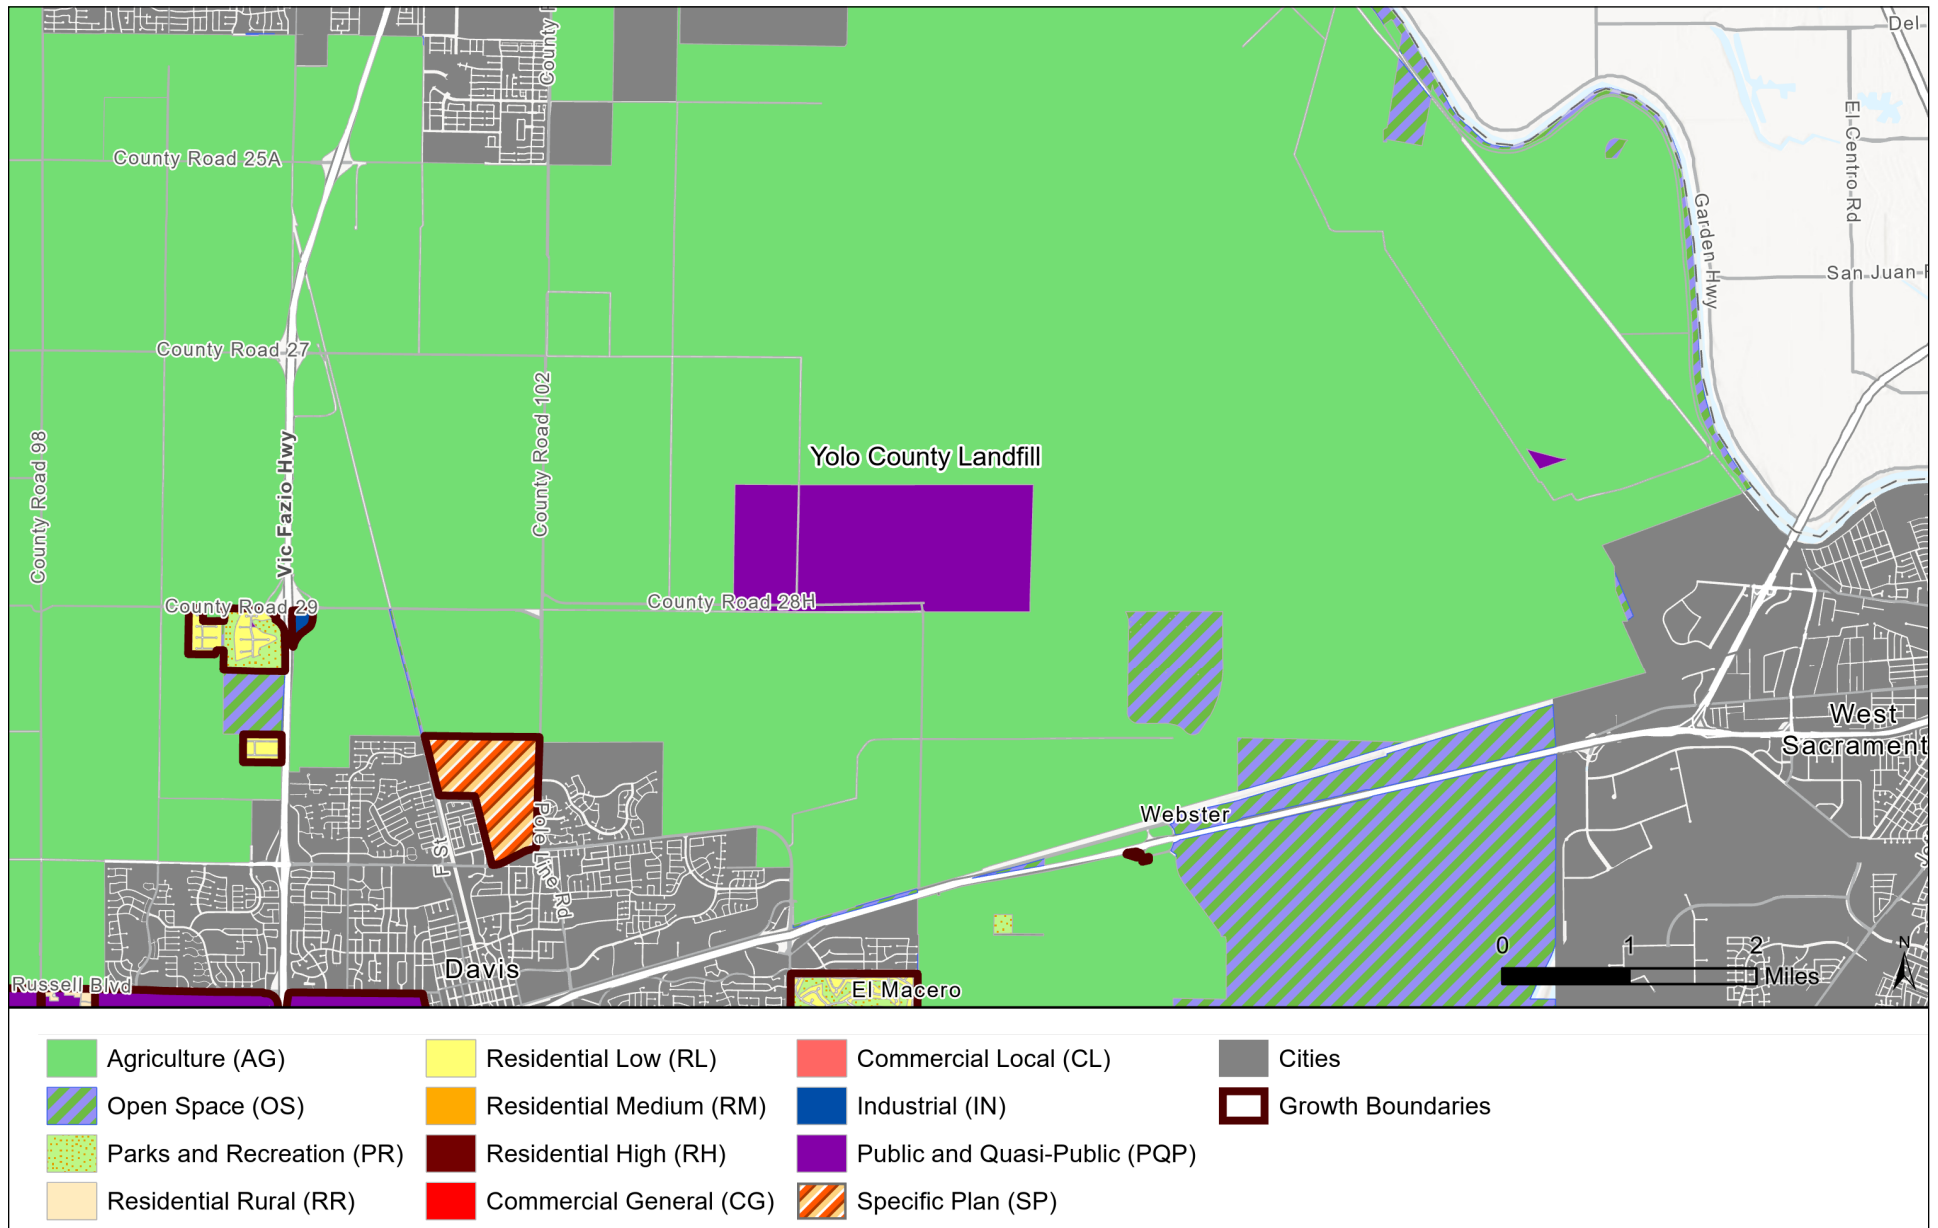 Del
County
El Centro Rd
County Road 25A
Garden Hwy
San Juan
County Road 27
County Road 102
County Road 98
Vic Fazio Hwy
Yolo County Landfill
County Road 29
County Road 28H
West
Sacrament
Webster
Pole Line Rd
F St
Davis
Russell Blvd
El Macero
0 1 2
Miles
N
Agriculture (AG)
Open Space (OS)
Parks and Recreation (PR)
Residential Rural (RR)
Residential Low (RL)
Residential Medium (RM)
Residential High (RH)
Commercial General (CG)
Commercial Local (CL)
Industrial (IN)
Public and Quasi-Public (PQP)
Specific Plan (SP)
Cities
Growth Boundaries